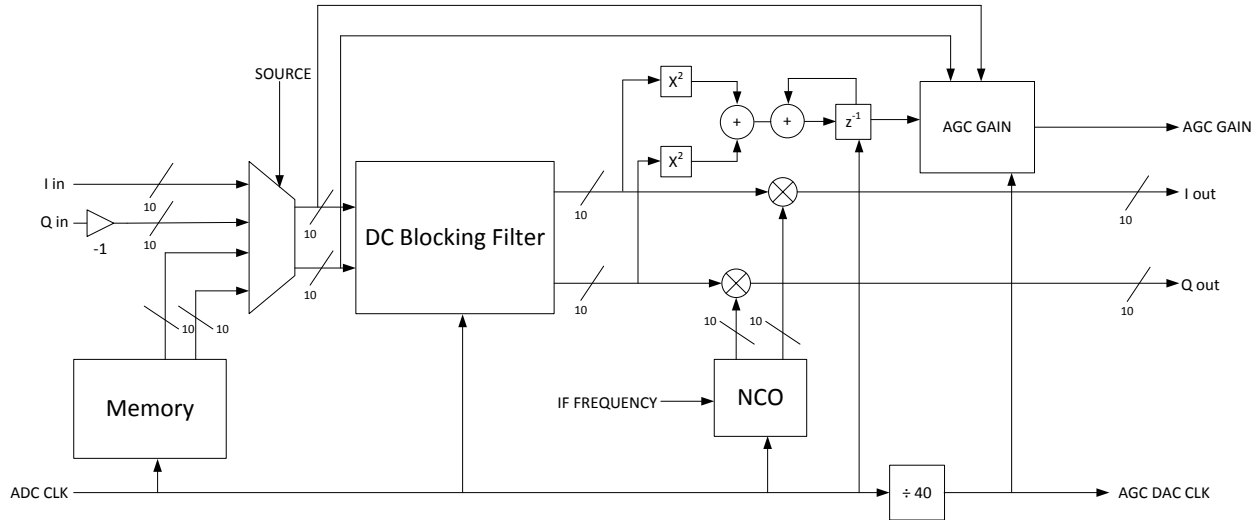 SOURCE
X²
+
+
z⁻¹
AGC GAIN
AGC GAIN
X²
I in
10
10
10
10
I out
Q in
-1
10
DC Blocking Filter
10
10
10
Q out
10
10
10
10
Memory
IF FREQUENCY
NCO
ADC CLK
÷ 40
AGC DAC CLK